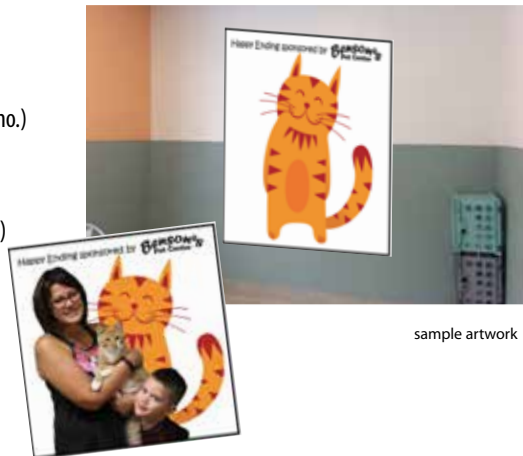 no.)
Happy Ending sponsored by Benson's
Pet Center
)
Happy Ending sponsored by Benson's
Pet Center
sample artwork